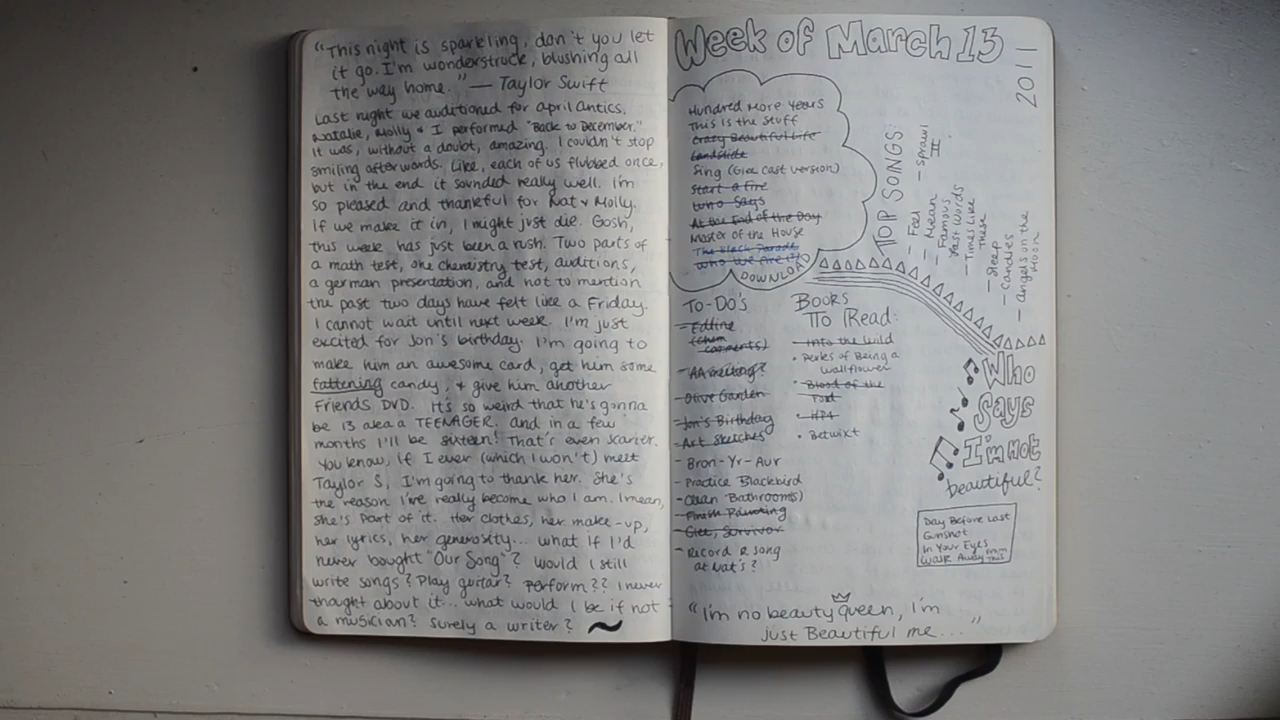 "This night is sparkling, don't you let
it go. I'm wonderstruck, blushing all
the way home." — Taylor Swift
Last night we auditioned for April Antics.
Natalie, Molly & I performed "Back to December."
It was, without a doubt, amazing. I couldn't stop
smiling afterwords. Like, each of us flubbed once,
but in the end it sounded really well. I'm
so pleased and thankful for Nat & Molly.
If we make it in, I might just die. Gosh,
this week has just been a rush. Two parts of
a math test, one chemistry test, auditions,
a german presentation, and not to mention
the past two days have felt like a Friday.
I cannot wait until next week. I'm just
excited for Jon's birthday. I'm going to
make him an awesome card, get him some
fattening candy, & give him another
Friends DVD. It's so weird that he's gonna
be 13 aka a TEENAGER. and in a few
months I'll be sixteen! That's even scarier.
You know, if I ever (which I won't) meet
Taylor S, I'm going to thank her. She's
the reason I've really become who I am. I mean,
she's part of it. Her clothes, her make-up,
her lyrics, her generosity... what if I'd
never bought "Our Song"? Would I still
write songs? Play guitar? Perform?? I never
thought about it... what would I be if not
a musician? Surely a writer? ~
Week of March 13
2011
Hundred More Years
This is the Stuff
Crazy Beautiful Life
Landslide
Sing (Glee Cast version)
Start a Fire
Who Says
At the End of the Day
Master of the House
The Black Parade
Who We Are (?)
DOWNLOAD
TOP SONGS:
- Sprawl II
- Feel
- Mean
- Famous Last Words
- Times Like These
- Sleep
- Candles
- Angels on the Moon
To-Do's
- Edline
(chem comments)
- AA meeting?
- Olive Garden
- Jon's Birthday
- Art Sketches
- Bron-Yr-Aur
- Practice Blackbird
- Clean Bathroom(s)
- Finish Painting
- Glee, Survivor
- Record a song
at Nat's?
Books
To Read:
- Into the Wild
• Perks of Being a
wallflower
• Blood of the
• HP4
• Betwixt
Who
Says
I'm not
beautiful?
Day Before Last
Gunshot
In Your Eyes
Walk Away From This
"I'm no beauty queen, I'm
just Beautiful me..."